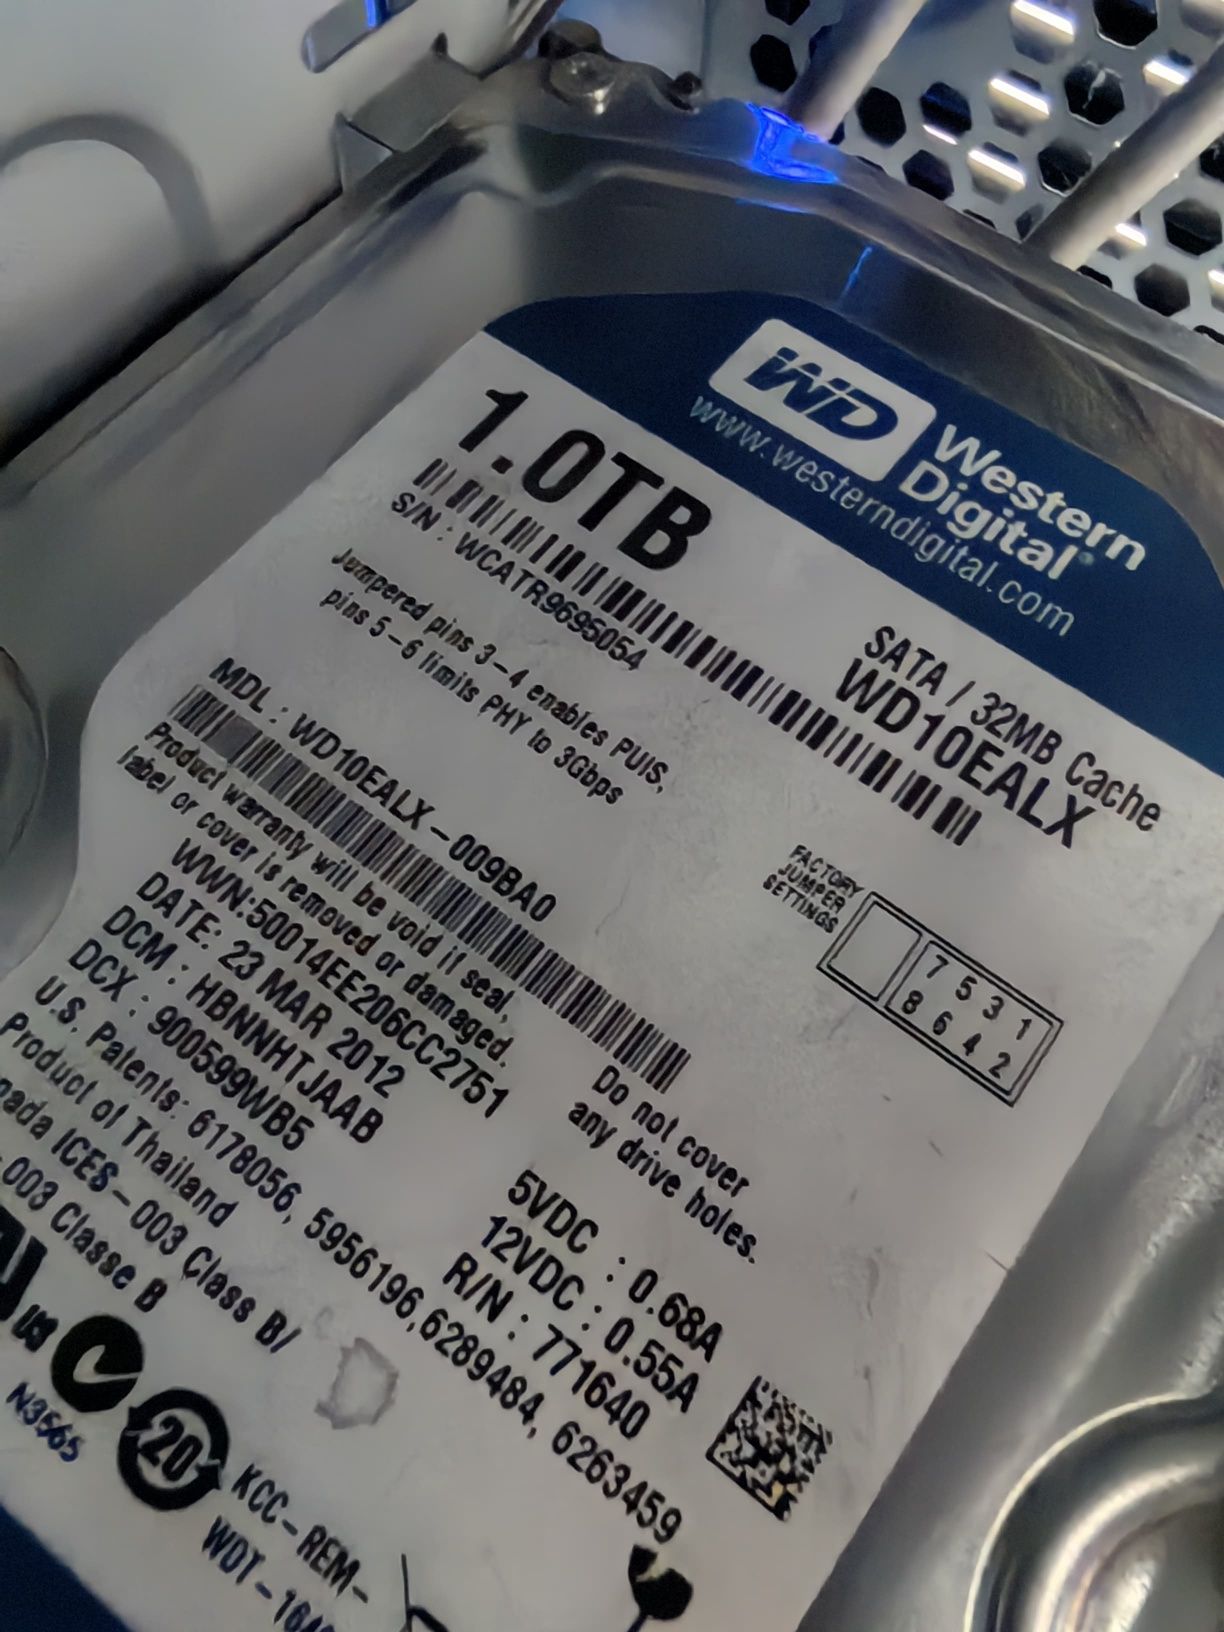 WD Western
Digital
www.westerndigital.com
1.0TB
SATA / 32MB Cache
WD10EALX
S/N : WCATR9695054
Jumpered pins 3-4 enables PUIS,
pins 5-6 limits PHY to 3Gbps
FACTORY
JUMPER
SETTINGS
7 5 3 1
8 6 4 2
MDL : WD10EALX-009BA0
Product warranty will be void if seal,
label or cover is removed or damaged.
WWN:50014EE206CC2751
DATE: 23 MAR 2012
DCM : HBNNHTJAAB
DCX : 900599WB5
Do not cover
any drive holes.
5VDC : 0.68A
12VDC : 0.55A
R/N : 771640
U.S. Patents: 6178056, 5956196,6289484, 6263459
Product of Thailand
ICES-003 Class B/
003 Classe B
US
N3565
20
KCC-REM-
WDT-